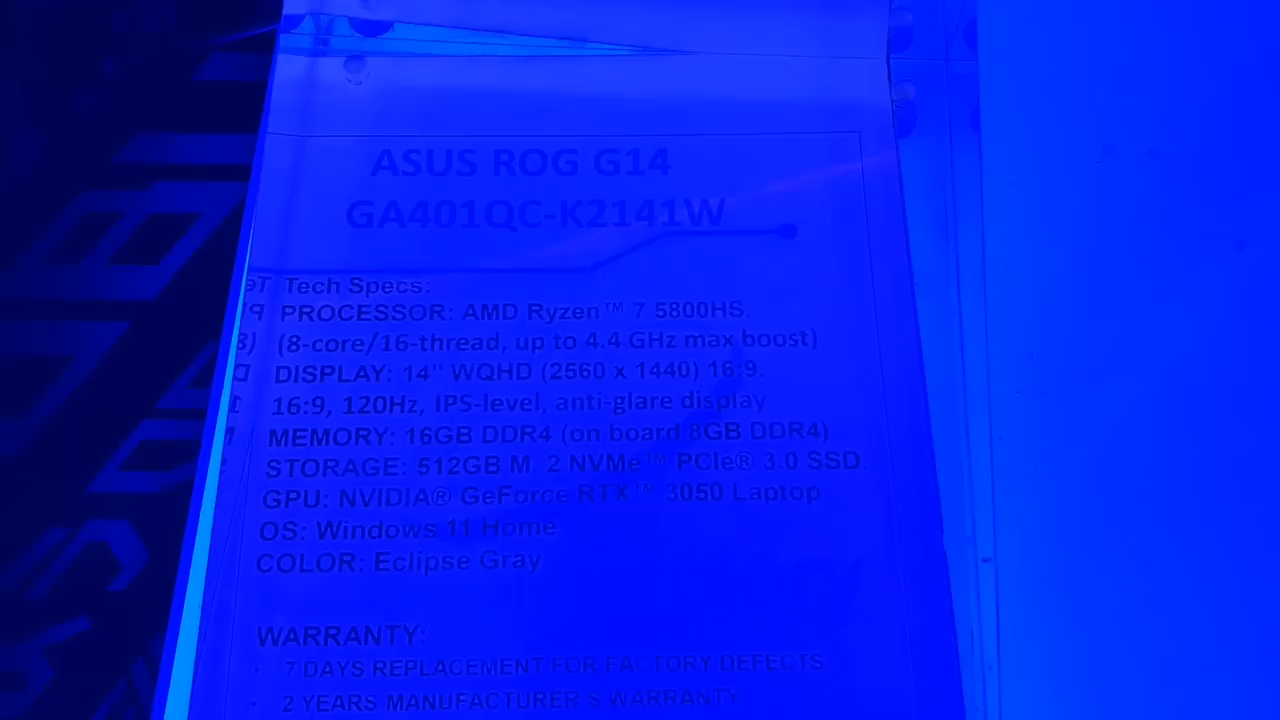 ASUS ROG G14
GA401QC-K2141W
Tech Specs:
PROCESSOR: AMD Ryzen™ 7 5800HS.
(8-core/16-thread, up to 4.4 GHz max boost)
DISPLAY: 14" WQHD (2560 x 1440) 16:9.
16:9, 120Hz, IPS-level, anti-glare display
MEMORY: 16GB DDR4 (on board 8GB DDR4)
STORAGE: 512GB M. 2 NVMe™ PCIe® 3.0 SSD.
GPU: NVIDIA® GeForce RTX™ 3050 Laptop
OS: Windows 11 Home
COLOR: Eclipse Gray
WARRANTY:
· 7 DAYS REPLACEMENT FOR FACTORY DEFECTS
· 2 YEARS MANUFACTURER'S WARRANTY